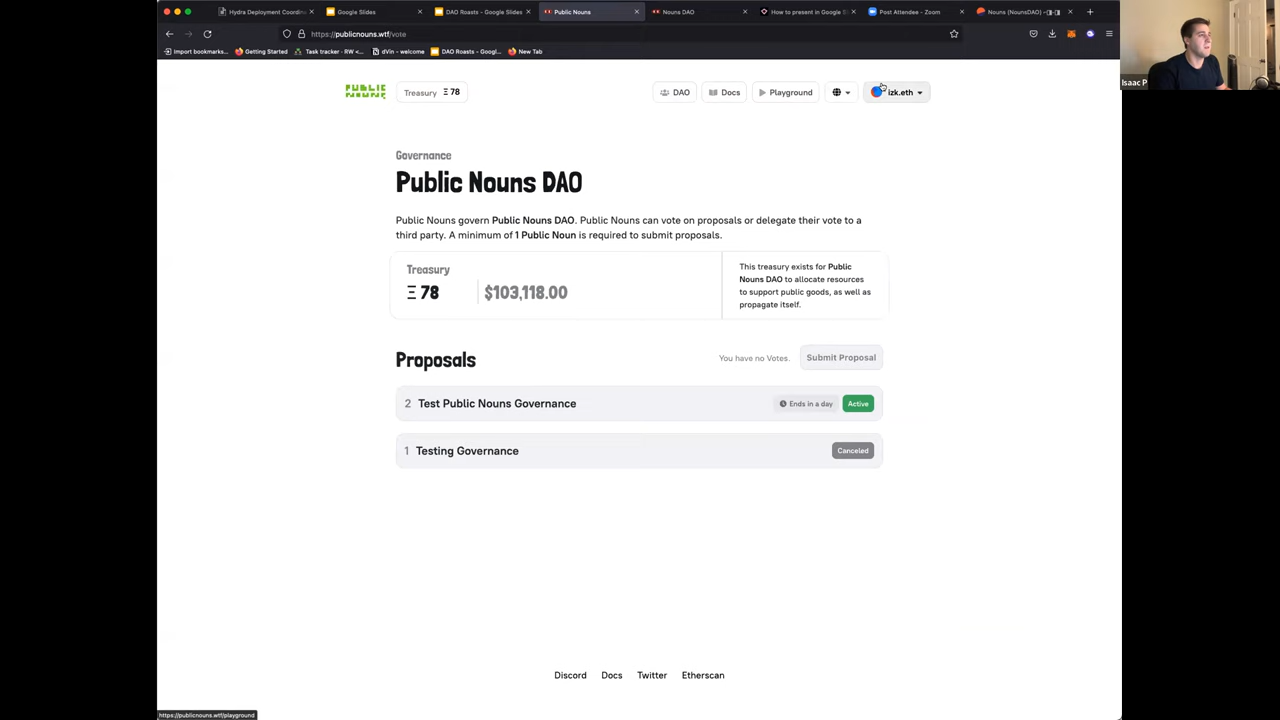 Hydra Deployment Coordin
Google Slides
DAO Roasts - Google Slides
Public Nouns
Nouns DAO
How to present in Google S
Post Attendee - Zoom
Nouns (NounsDAO)
https://publicnouns.wtf/vote
Import bookmarks...
Getting Started
Task tracker · RW <...
dVin - welcome
DAO Roasts - Googl...
New Tab
PUBLIC
NOUNS
Treasury Ξ 78
DAO
Docs
Playground
izk.eth
Isaac P
Governance
Public Nouns DAO
Public Nouns govern Public Nouns DAO. Public Nouns can vote on proposals or delegate their vote to a
third party. A minimum of 1 Public Noun is required to submit proposals.
Treasury
Ξ 78 $103,118.00
This treasury exists for Public
Nouns DAO to allocate resources
to support public goods, as well as
propagate itself.
Proposals
You have no Votes.
Submit Proposal
2 Test Public Nouns Governance
Ends in a day
Active
1 Testing Governance
Canceled
Discord
Docs
Twitter
Etherscan
https://publicnouns.wtf/playground